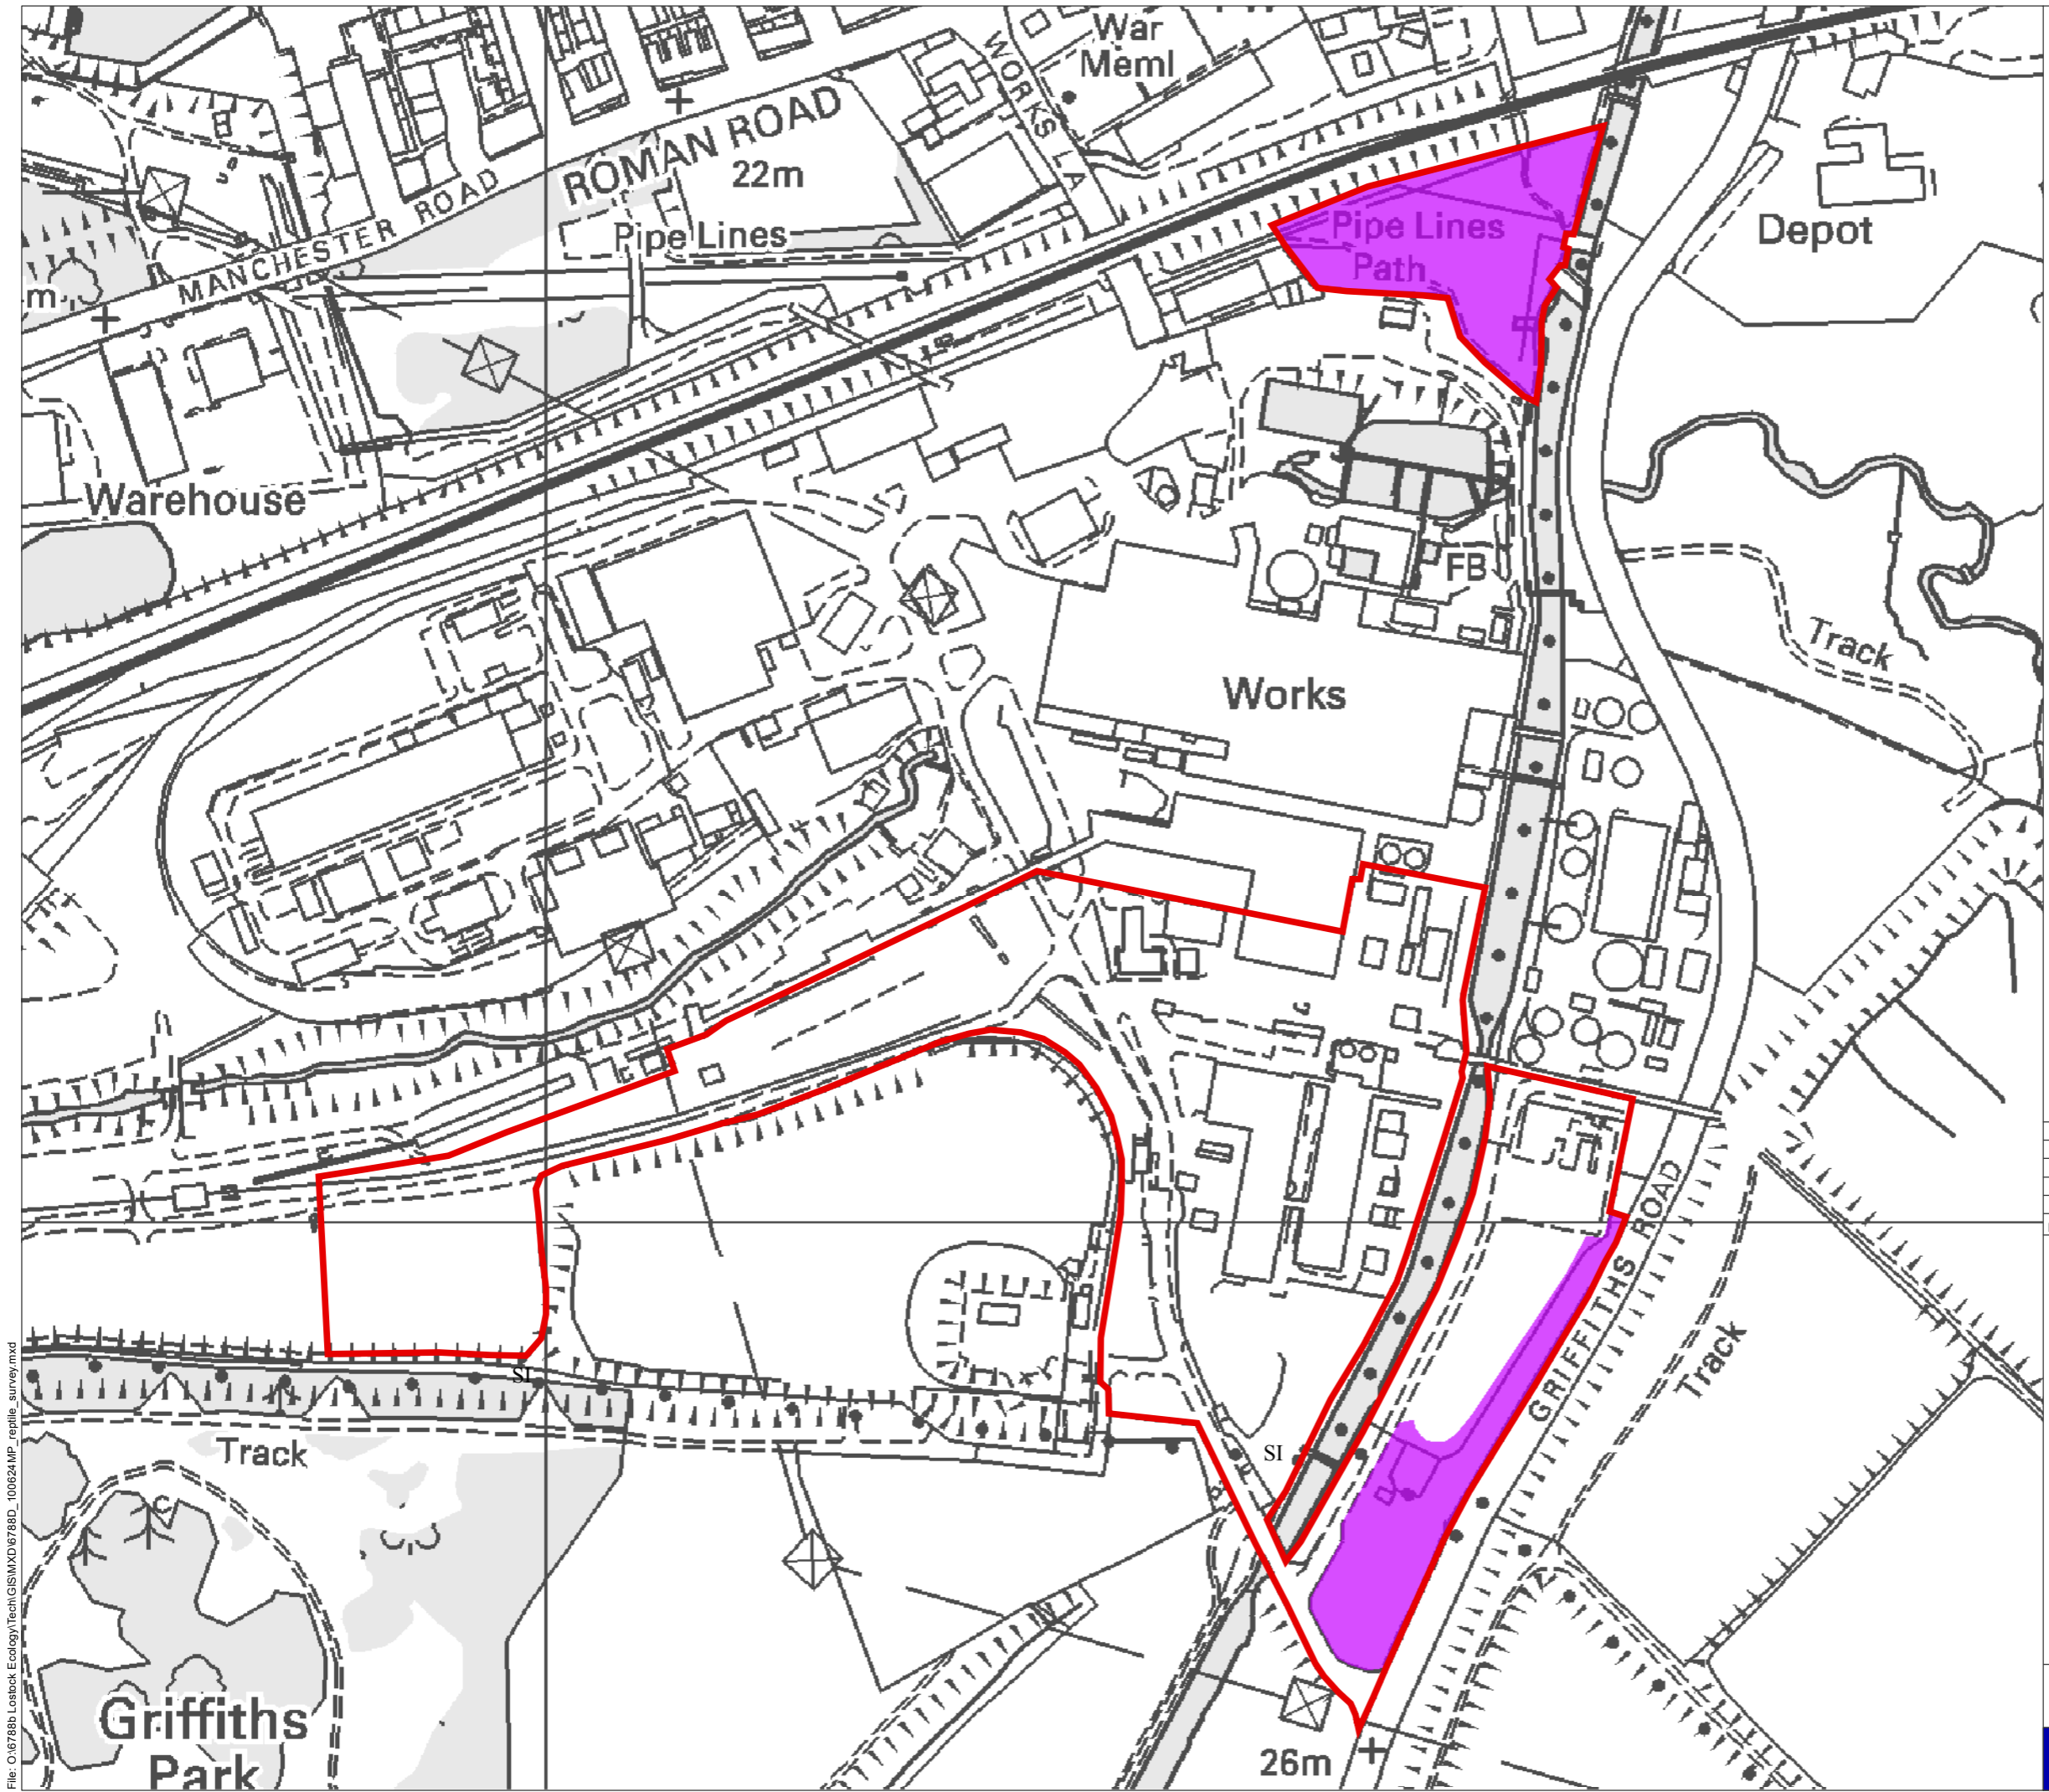 War
Meml
WORKS LA
ROMAN ROAD
22m
MANCHESTER ROAD
Pipe Lines
Pipe Lines
Path
Depot
m
Warehouse
FB
Track
Works
GRIFFITHS ROAD
Track
SI
SI
Track
Griffiths
Park
26m
File: O:\6788b Lostock Ecology\Tech\GIS\MXD\6788D_100624MP_reptile_survey.mxd